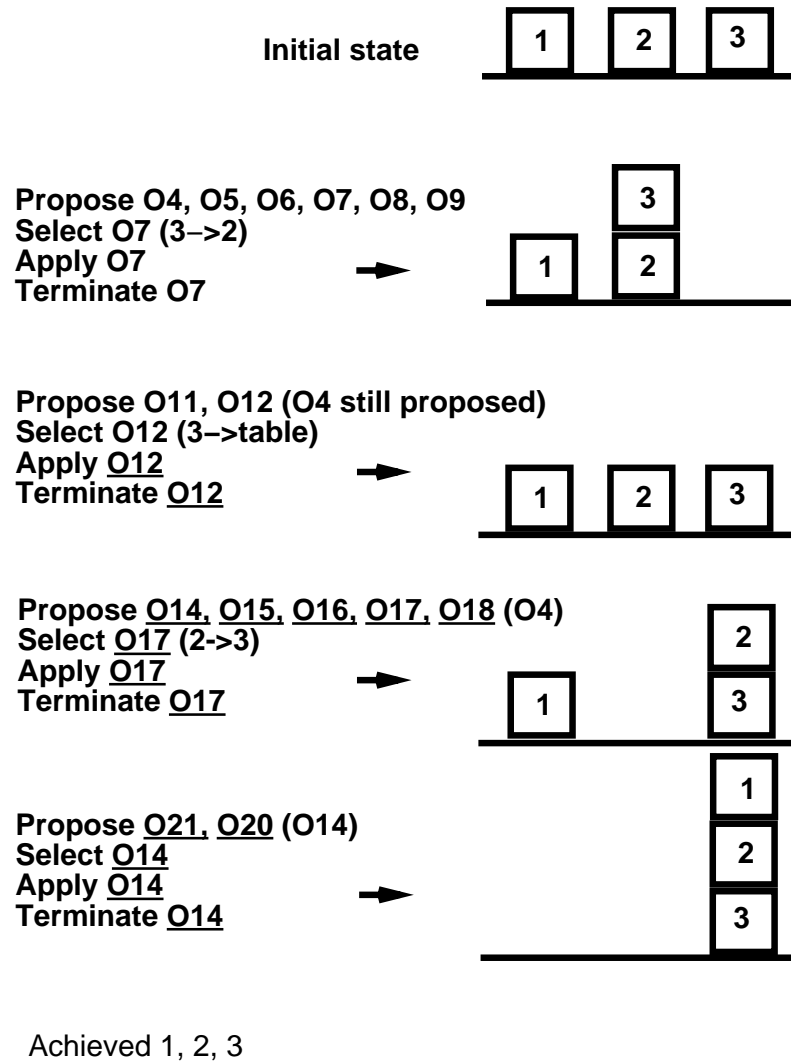 Initial state
1 2 3
3
Propose O4, O5, O6, O7, O8, O9
Select O7 (3–>2)
Apply O7
1 2
Terminate O7
Propose O11, O12 (O4 still proposed)
Select O12 (3–>table)
Apply O12
Terminate O12
1 2 3
Propose O14, O15, O16, O17, O18 (O4)
Select O17 (2->3)
2
Apply O17
Terminate O17
1 3
1
Propose O21, O20 (O14)
Select O14
2
Apply O14
Terminate O14
3
Achieved 1, 2, 3